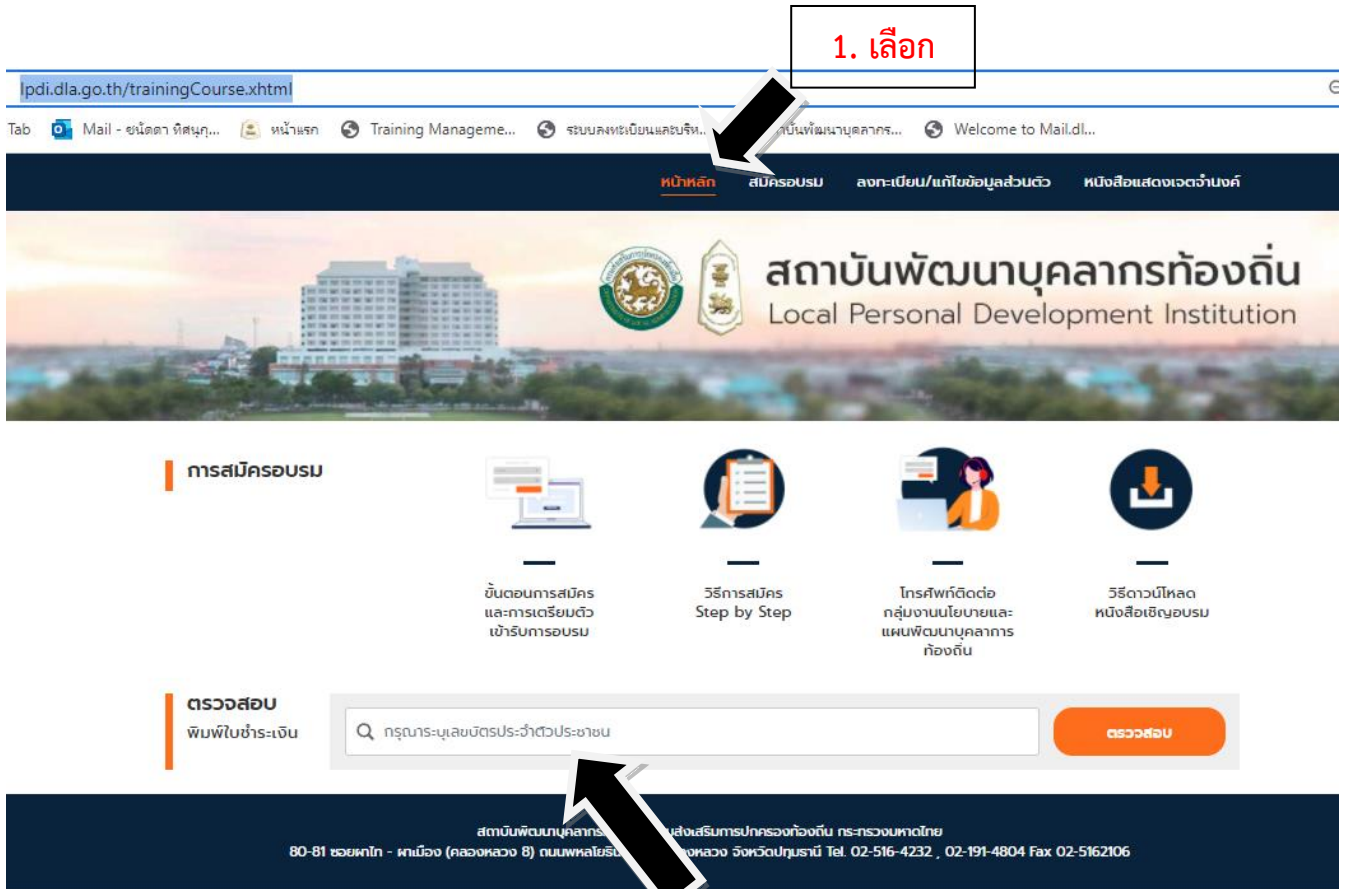 1. เลือก
lpdi.dla.go.th/trainingCourse.xhtml
Tab Mail - ชนัดดา ทิศนุกุ... หน้าแรก Training Manageme... ระบบลงทะเบียนและบริห... Welcome to Mail.dl...
หน้าหลัก สมัครอบรม ลงทะเบียน/แก้ไขข้อมูลส่วนตัว หนังสือแสดงเจตจำนงค์
สถาบันพัฒนาบุคลากรท้องถิ่น
Local Personal Development Institution
การสมัครอบรม
ขั้นตอนการสมัคร
และการเตรียมตัว
เข้ารับการอบรม
วิธีการสมัคร
Step by Step
โทรศัพท์ติดต่อ
กลุ่มงานนโยบายและ
แผนพัฒนาบุคลาการ
ท้องถิ่น
วิธีดาวน์โหลด
หนังสือเชิญอบรม
ตรวจสอบ
พิมพ์ใบชำระเงิน
กรุณาระบุเลขบัตรประจำตัวประชาชน
ตรวจสอบ
สถาบันพัฒนาบุคลากร ส่งเสริมการปกครองท้องถิ่น กระทรวงมหาดไทย
80-81 ซอยผาไท - ผาเมือง (คลองหลวง 8) ถนนพหลโยธิน จังหวัดปทุมธานี Tel. 02-516-4232 , 02-191-4804 Fax 02-5162106